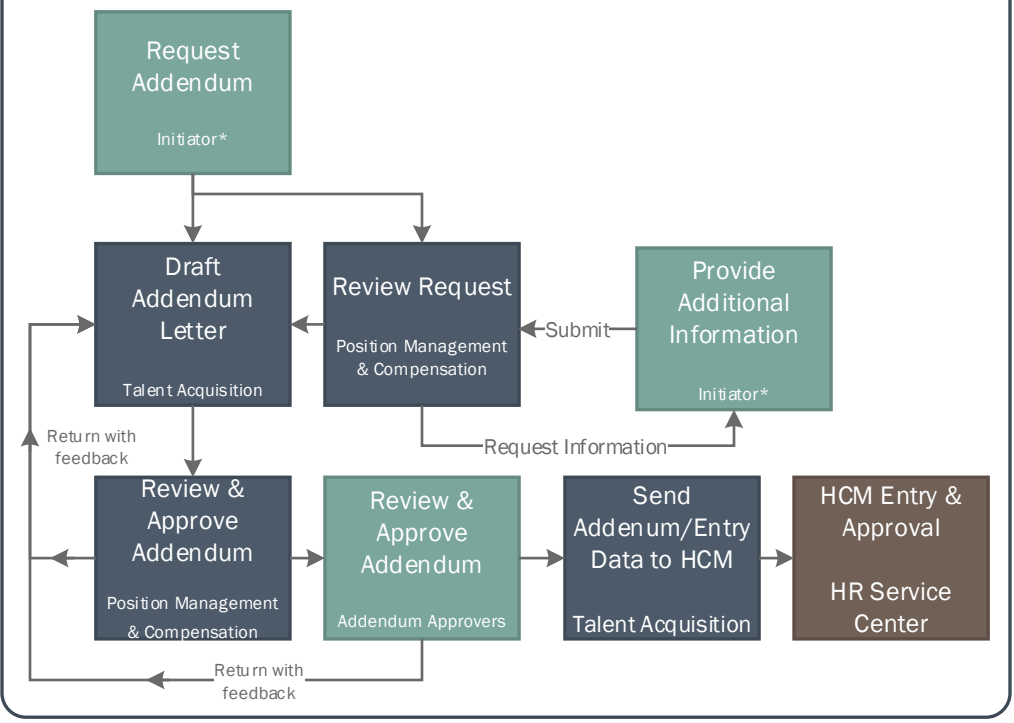 Request
Addendum
Initiator*
Draft
Addendum
Letter
Talent Acquisition
Review Request
Position Management
& Compensation
Provide
Additional
Information
Initiator*
Submit
Request Information
Return with
feedback
Review &
Approve
Addendum
Position Management
& Compensation
Review &
Approve
Addendum
Addendum Approvers
Send
Addenum/Entry
Data to HCM
Talent Acquisition
HCM Entry &
Approval
HR Service
Center
Return with
feedback